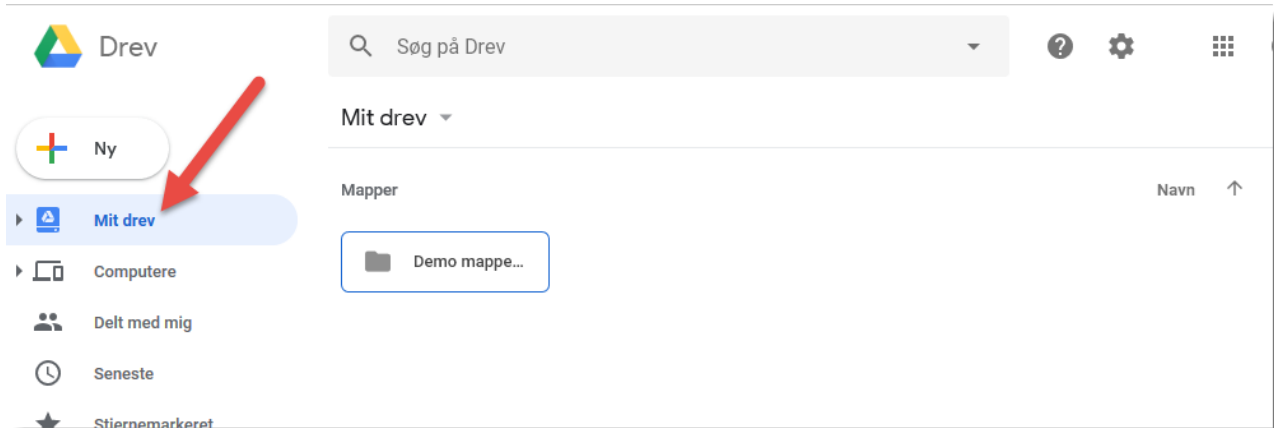 Drev
Søg på Drev
Mit drev
Ny
Mapper
Navn
Mit drev
Demo mappe...
Computere
Delt med mig
Seneste
Stjernemarkeret